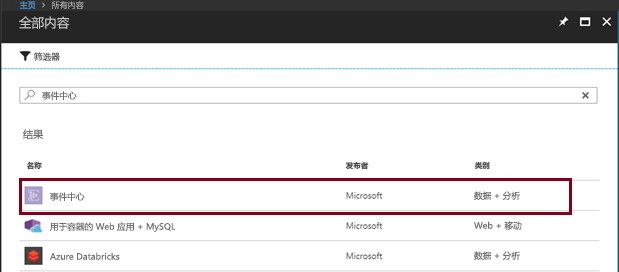 主页 > 所有内容
全部内容
筛选器
事件中心
结果
名称 发布者 类别
事件中心 Microsoft 数据 + 分析
用于容器的 Web 应用 + MySQL Microsoft Web + 移动
Azure Databricks Microsoft 数据 + 分析